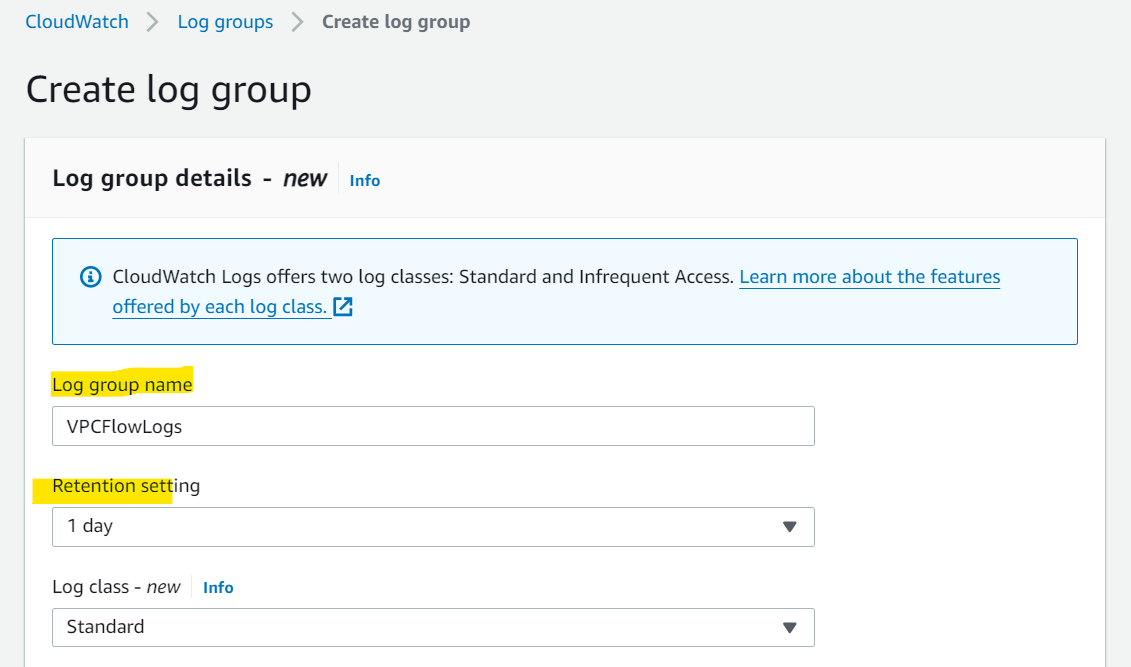 CloudWatch > Log groups > Create log group
Create log group
Log group details - new Info
CloudWatch Logs offers two log classes: Standard and Infrequent Access. Learn more about the features
offered by each log class.
Log group name
VPCFlowLogs
Retention setting
1 day
Log class - new Info
Standard